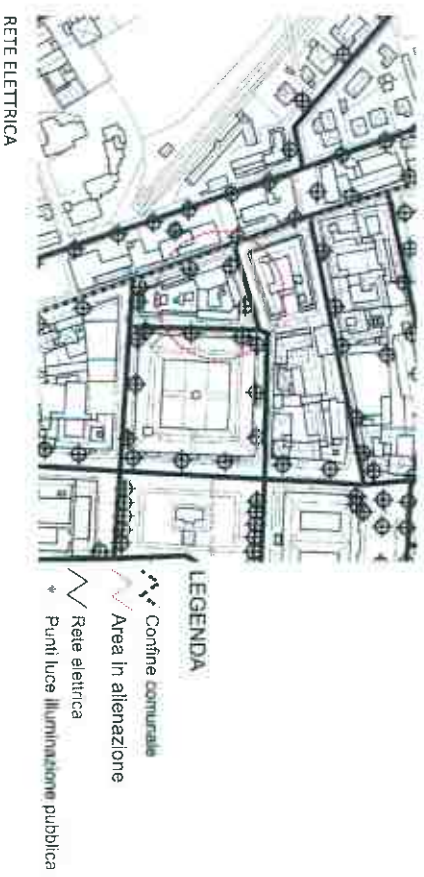 RETE ELETTRICA
LEGENDA
Confine comunale
Area in alienazione
Rete elettrica
Punti luce illuminazione pubblica